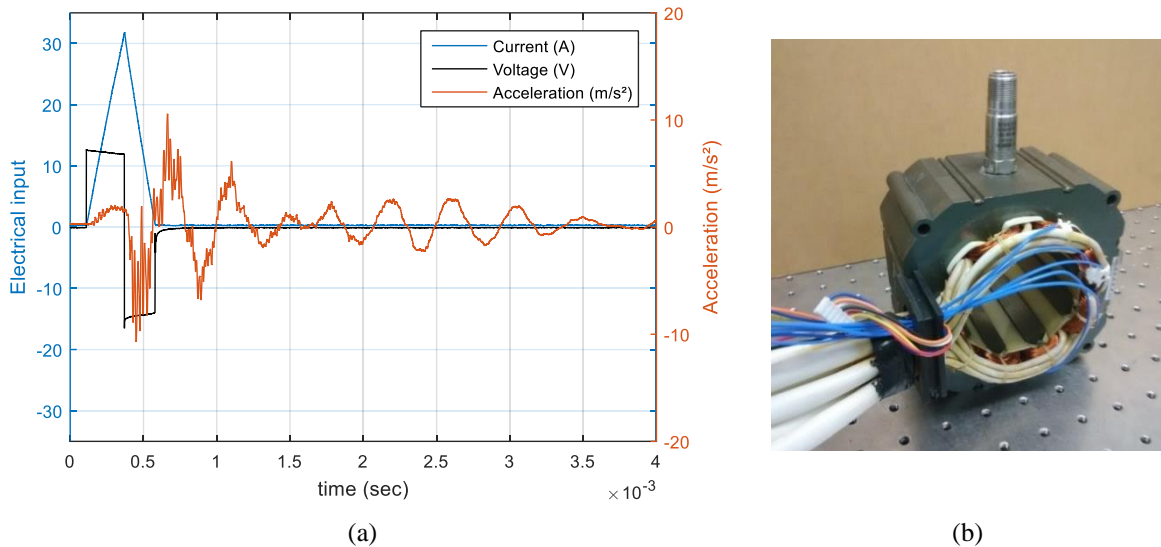 30
20
10
0
-10
-20
-30
Electrical input
20
10
0
-10
-20
Acceleration (m/s²)
Current (A)
Voltage (V)
Acceleration (m/s²)
0
0.5
1
1.5
2
2.5
3
3.5
4
time (sec)
×10⁻³
(a)
(b)